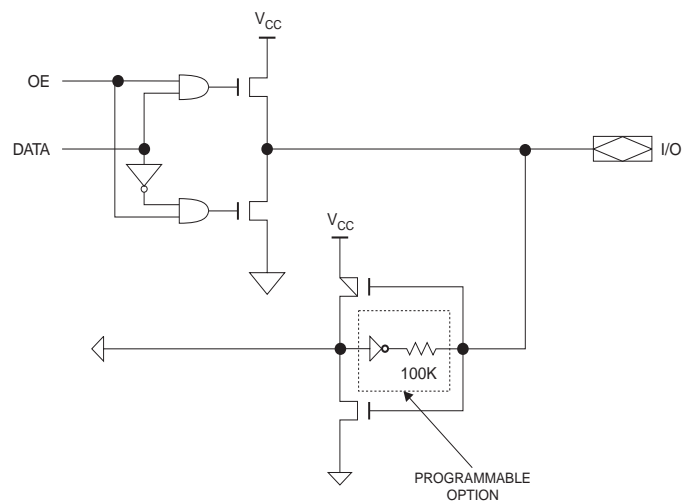 V_CC
OE
DATA
I/O
V_CC
100K
PROGRAMMABLE
OPTION